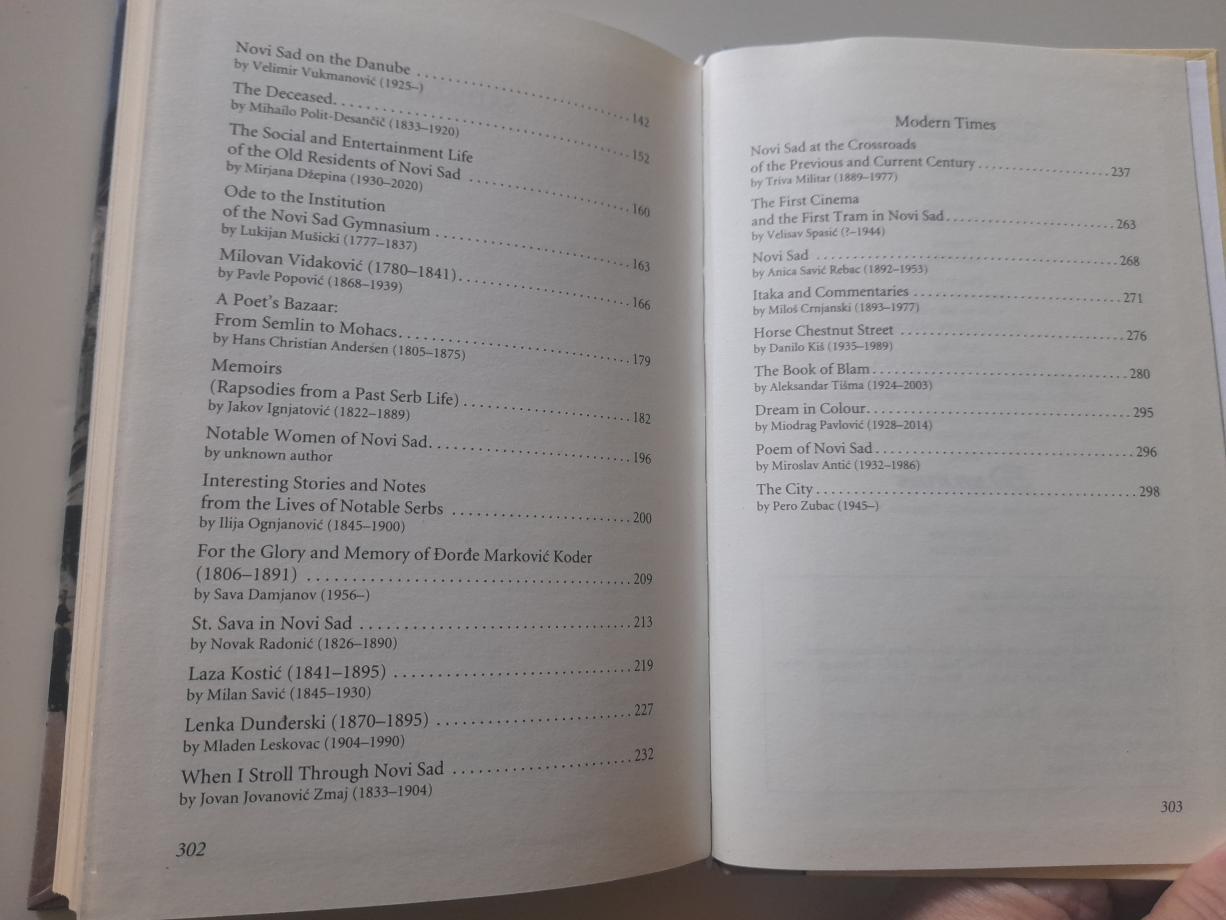 Novi Sad on the Danube . . . . . . . . . . . . . . . . . . . . . . . . . . . . . . 142
by Velimir Vukmanović (1925–)
The Deceased. . . . . . . . . . . . . . . . . . . . . . . . . . . . . . . . . . . . . . . 152
by Mihailo Polit-Desančič (1833–1920)
The Social and Entertainment Life
of the Old Residents of Novi Sad . . . . . . . . . . . . . . . . . . . . . . 160
by Mirjana Džepina (1930–2020)
Ode to the Institution
of the Novi Sad Gymnasium . . . . . . . . . . . . . . . . . . . . . . . . . . 163
by Lukijan Mušicki (1777–1837)
Milovan Vidaković (1780–1841). . . . . . . . . . . . . . . . . . . . . . . 166
by Pavle Popović (1868–1939)
A Poet's Bazaar:
From Semlin to Mohacs. . . . . . . . . . . . . . . . . . . . . . . . . . . . . . 179
by Hans Christian Andersen (1805–1875)
Memoirs
(Rapsodies from a Past Serb Life) . . . . . . . . . . . . . . . . . . . . . . 182
by Jakov Ignjatović (1822–1889)
Notable Women of Novi Sad. . . . . . . . . . . . . . . . . . . . . . . . . . 196
by unknown author
Interesting Stories and Notes
from the Lives of Notable Serbs . . . . . . . . . . . . . . . . . . . . . . . 200
by Ilija Ognjanović (1845–1900)
For the Glory and Memory of Đorđe Marković Koder
(1806–1891) . . . . . . . . . . . . . . . . . . . . . . . . . . . . . . . . . . . . . . . 209
by Sava Damjanov (1956–)
St. Sava in Novi Sad . . . . . . . . . . . . . . . . . . . . . . . . . . . . . . . . . 213
by Novak Radonić (1826–1890)
Laza Kostić (1841–1895) . . . . . . . . . . . . . . . . . . . . . . . . . . . . . 219
by Milan Savić (1845–1930)
Lenka Dunđerski (1870–1895) . . . . . . . . . . . . . . . . . . . . . . . . 227
by Mladen Leskovac (1904–1990)
When I Stroll Through Novi Sad . . . . . . . . . . . . . . . . . . . . . . 232
by Jovan Jovanović Zmaj (1833–1904)
302
Modern Times
Novi Sad at the Crossroads
of the Previous and Current Century . . . . . . . . . . . . . . . . . . . 237
by Triva Militar (1889–1977)
The First Cinema
and the First Tram in Novi Sad. . . . . . . . . . . . . . . . . . . . . . . . 263
by Velisav Spasić (?–1944)
Novi Sad . . . . . . . . . . . . . . . . . . . . . . . . . . . . . . . . . . . . . . . . . 268
by Anica Savić Rebac (1892–1953)
Itaka and Commentaries . . . . . . . . . . . . . . . . . . . . . . . . . . . . . 271
by Miloš Crnjanski (1893–1977)
Horse Chestnut Street . . . . . . . . . . . . . . . . . . . . . . . . . . . . . . . 276
by Danilo Kiš (1935–1989)
The Book of Blam . . . . . . . . . . . . . . . . . . . . . . . . . . . . . . . . . . . 280
by Aleksandar Tišma (1924–2003)
Dream in Colour. . . . . . . . . . . . . . . . . . . . . . . . . . . . . . . . . . . . 295
by Miodrag Pavlović (1928–2014)
Poem of Novi Sad . . . . . . . . . . . . . . . . . . . . . . . . . . . . . . . . . . . 296
by Miroslav Antić (1932–1986)
The City . . . . . . . . . . . . . . . . . . . . . . . . . . . . . . . . . . . . . . . . . . 298
by Pero Zubac (1945–)
303